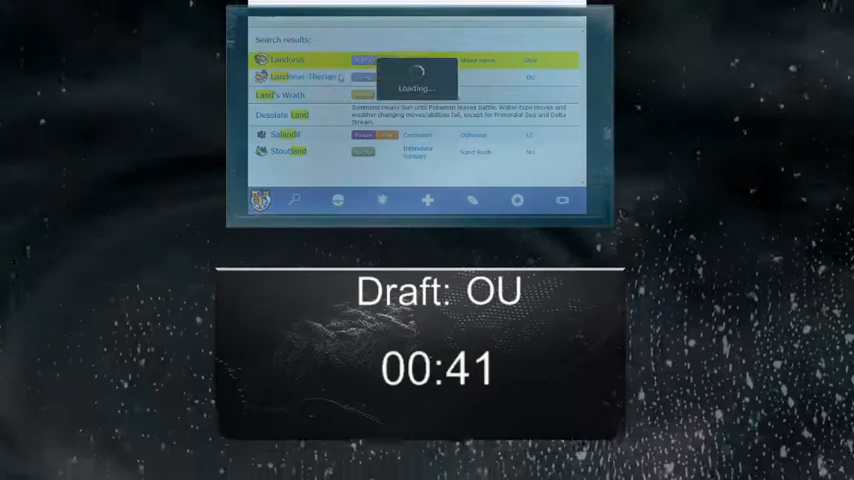 Search results:
Landorus
Landorus-Therian
OU
Loading...
Land's Wrath
Summons heavy sun until Pokemon leaves battle. Water-type moves and
Desolate Land
weather changing moves/abilities fail, except for Primordial Sea and Delta
Stream.
Salandit
Poison
Corrosion
Oblivious
LC
Stoutland
Intimidate
Scrappy
Sand Rush
NU
Draft: OU
00:41